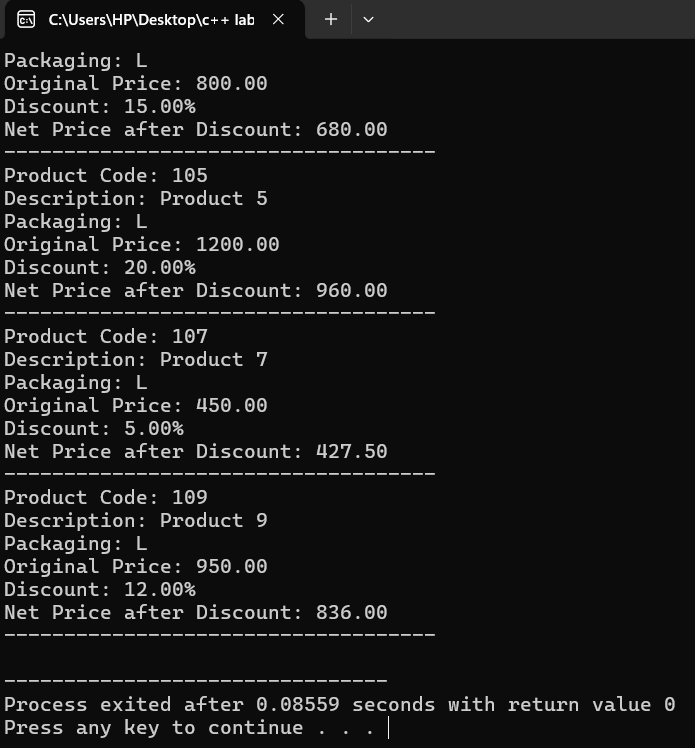 C:\Users\HP\Desktop\c++ lab
Packaging: L
Original Price: 800.00
Discount: 15.00%
Net Price after Discount: 680.00
------------------------------------
Product Code: 105
Description: Product 5
Packaging: L
Original Price: 1200.00
Discount: 20.00%
Net Price after Discount: 960.00
------------------------------------
Product Code: 107
Description: Product 7
Packaging: L
Original Price: 450.00
Discount: 5.00%
Net Price after Discount: 427.50
------------------------------------
Product Code: 109
Description: Product 9
Packaging: L
Original Price: 950.00
Discount: 12.00%
Net Price after Discount: 836.00
------------------------------------
--------------------------------
Process exited after 0.08559 seconds with return value 0
Press any key to continue . . .